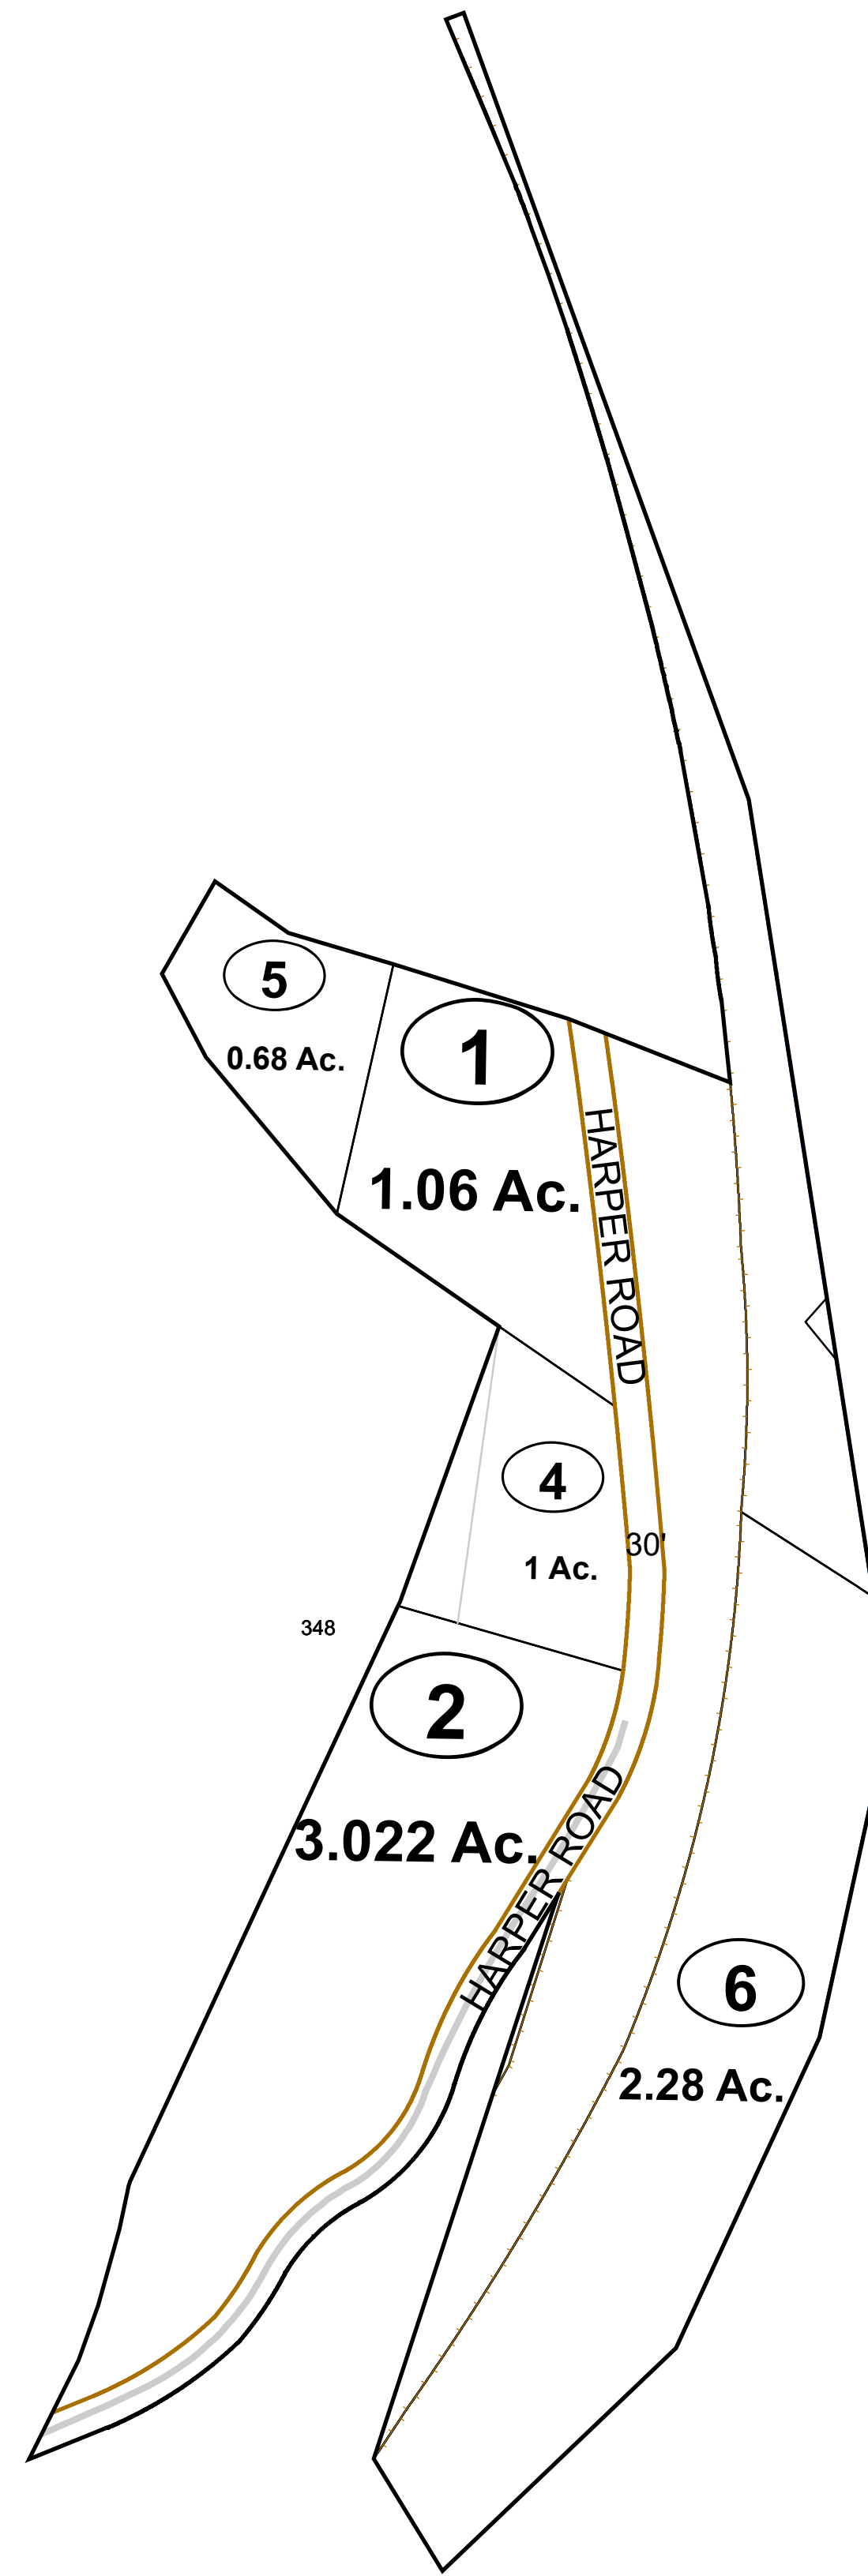 5
0.68 Ac.
1
1.06 Ac.
HARPER ROAD
4
1 Ac.
30'
348
2
3.022 Ac.
HARPER ROAD
6
2.28 Ac.